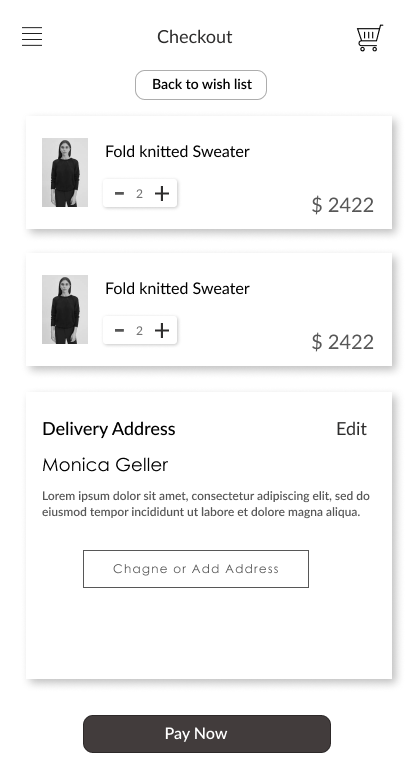 Checkout
Back to wish list
Fold knitted Sweater
- 2 +
$ 2422
Fold knitted Sweater
- 2 +
$ 2422
Delivery Address
Edit
Monica Geller
Lorem ipsum dolor sit amet, consectetur adipiscing elit, sed do
eiusmod tempor incididunt ut labore et dolore magna aliqua.
Chagne or Add Address
Pay Now